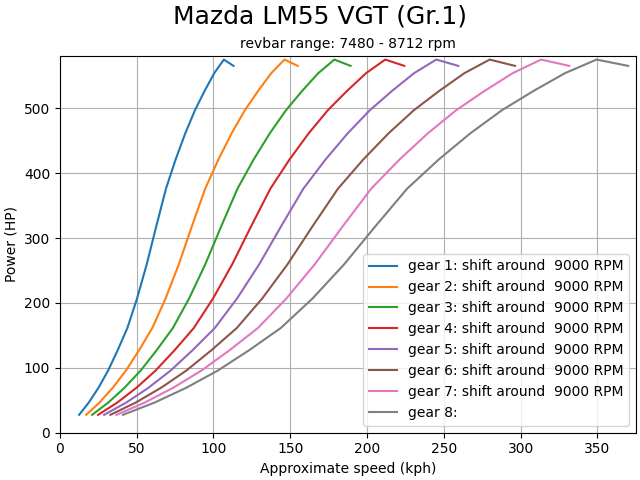 Mazda LM55 VGT (Gr.1)
revbar range: 7480 - 8712 rpm
Power (HP)
500
400
300
200
100
0
gear 1: shift around  9000 RPM
gear 2: shift around  9000 RPM
gear 3: shift around  9000 RPM
gear 4: shift around  9000 RPM
gear 5: shift around  9000 RPM
gear 6: shift around  9000 RPM
gear 7: shift around  9000 RPM
gear 8:
0 50 100 150 200 250 300 350
Approximate speed (kph)